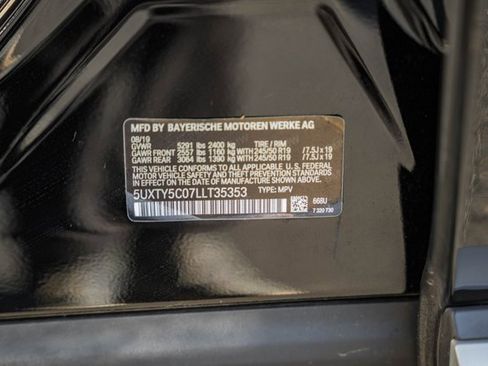 MFD BY BAYERISCHE MOTOREN WERKE AG
08/19
GVWR 5291 lbs 2400 kg TIRE / RIM
GAWR FRONT 2557 lbs 1160 kg WITH 245/50 R19 / 7.5J x 19
GAWR REAR 3064 lbs 1390 kg WITH 245/50 R19 / 7.5J x 19
THIS VEHICLE CONFORMS TO ALL APPLICABLE U.S. FEDERAL
MOTOR VEHICLE SAFETY AND THEFT PREVENTION STANDARDS
IN EFFECT ON THE DATE OF MANUFACTURE SHOWN ABOVE.
5UXTY5C07LLT35353 TYPE: MPV
668U
7 320 730